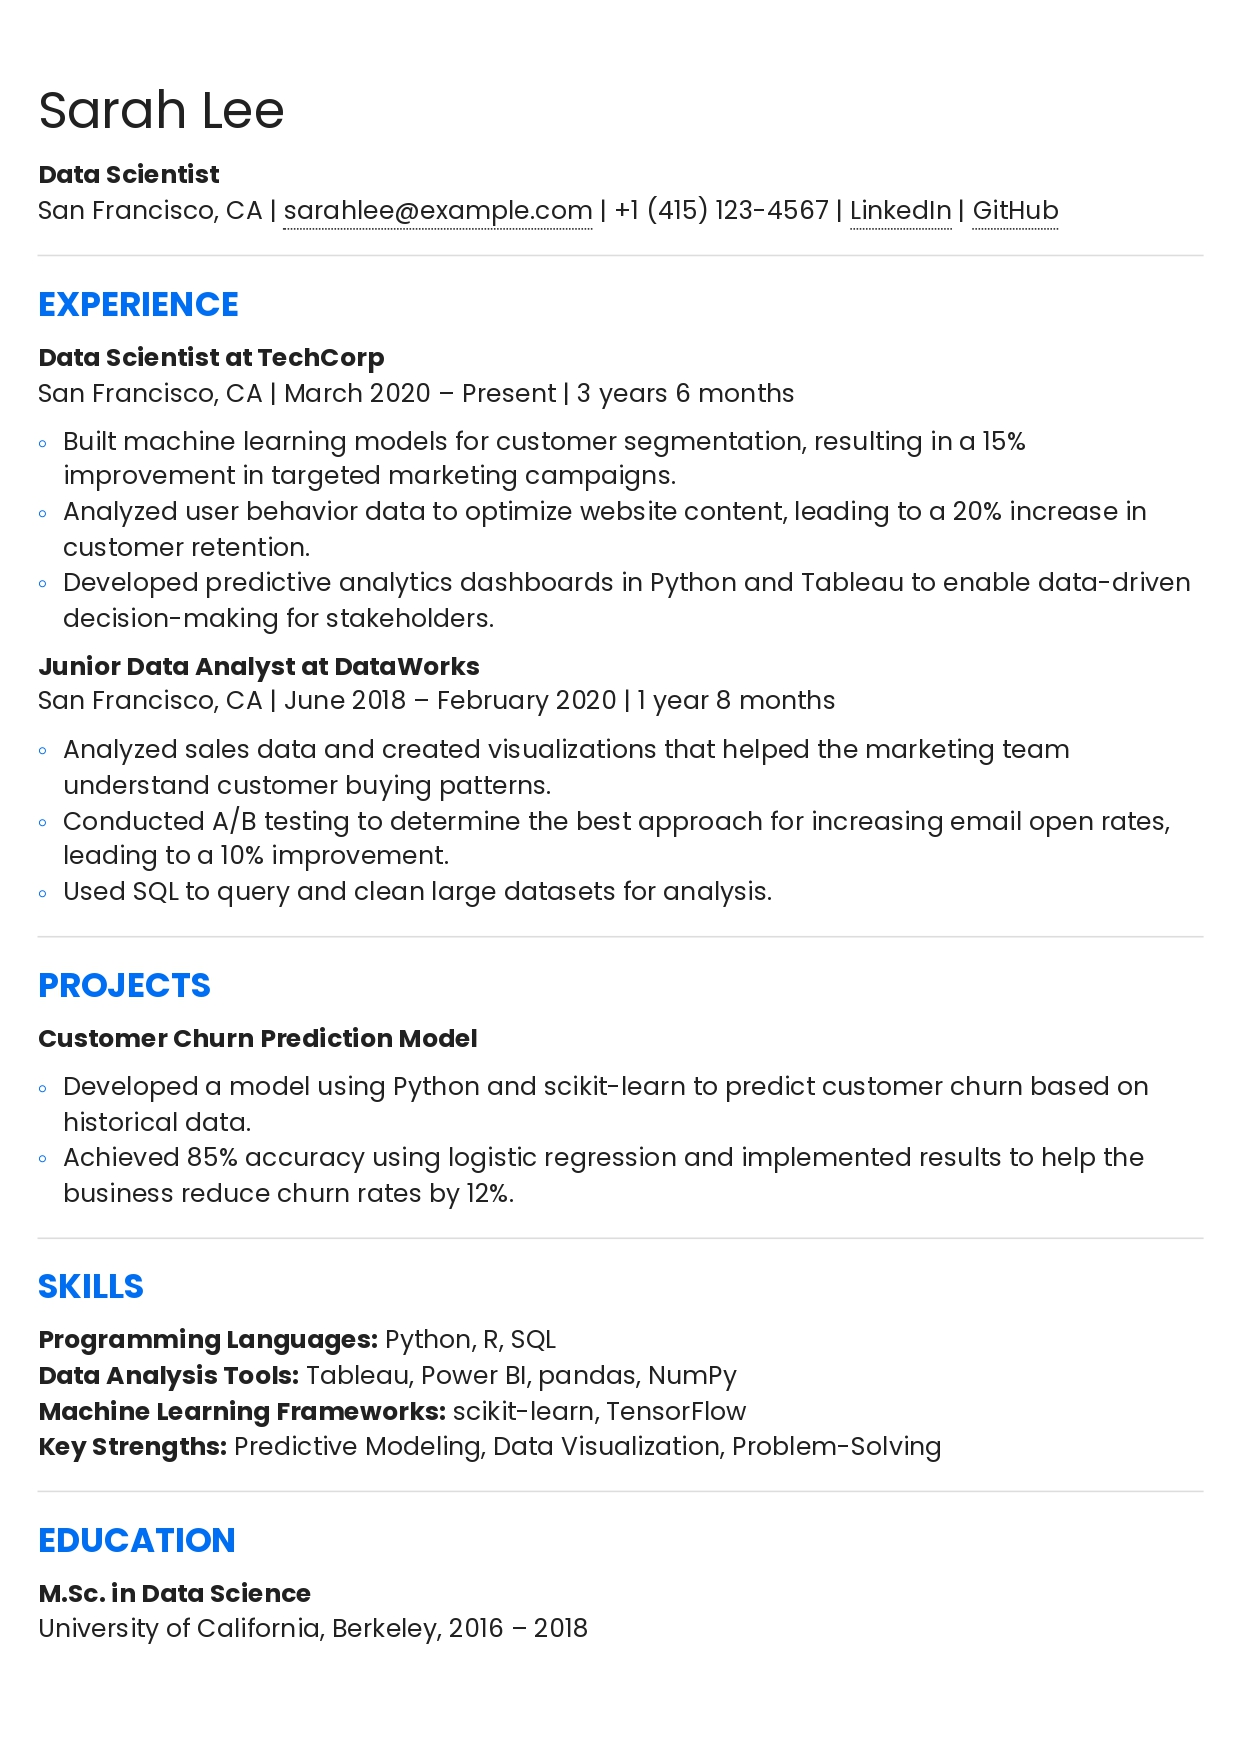 Sarah Lee
Data Scientist
San Francisco, CA | sarahlee@example.com | +1 (415) 123-4567 | LinkedIn | GitHub
EXPERIENCE
Data Scientist at TechCorp
San Francisco, CA | March 2020 – Present | 3 years 6 months
◦ Built machine learning models for customer segmentation, resulting in a 15%
improvement in targeted marketing campaigns.
◦ Analyzed user behavior data to optimize website content, leading to a 20% increase in
customer retention.
◦ Developed predictive analytics dashboards in Python and Tableau to enable data-driven
decision-making for stakeholders.
Junior Data Analyst at DataWorks
San Francisco, CA | June 2018 – February 2020 | 1 year 8 months
◦ Analyzed sales data and created visualizations that helped the marketing team
understand customer buying patterns.
◦ Conducted A/B testing to determine the best approach for increasing email open rates,
leading to a 10% improvement.
◦ Used SQL to query and clean large datasets for analysis.
PROJECTS
Customer Churn Prediction Model
◦ Developed a model using Python and scikit-learn to predict customer churn based on
historical data.
◦ Achieved 85% accuracy using logistic regression and implemented results to help the
business reduce churn rates by 12%.
SKILLS
Programming Languages: Python, R, SQL
Data Analysis Tools: Tableau, Power BI, pandas, NumPy
Machine Learning Frameworks: scikit-learn, TensorFlow
Key Strengths: Predictive Modeling, Data Visualization, Problem-Solving
EDUCATION
M.Sc. in Data Science
University of California, Berkeley, 2016 – 2018